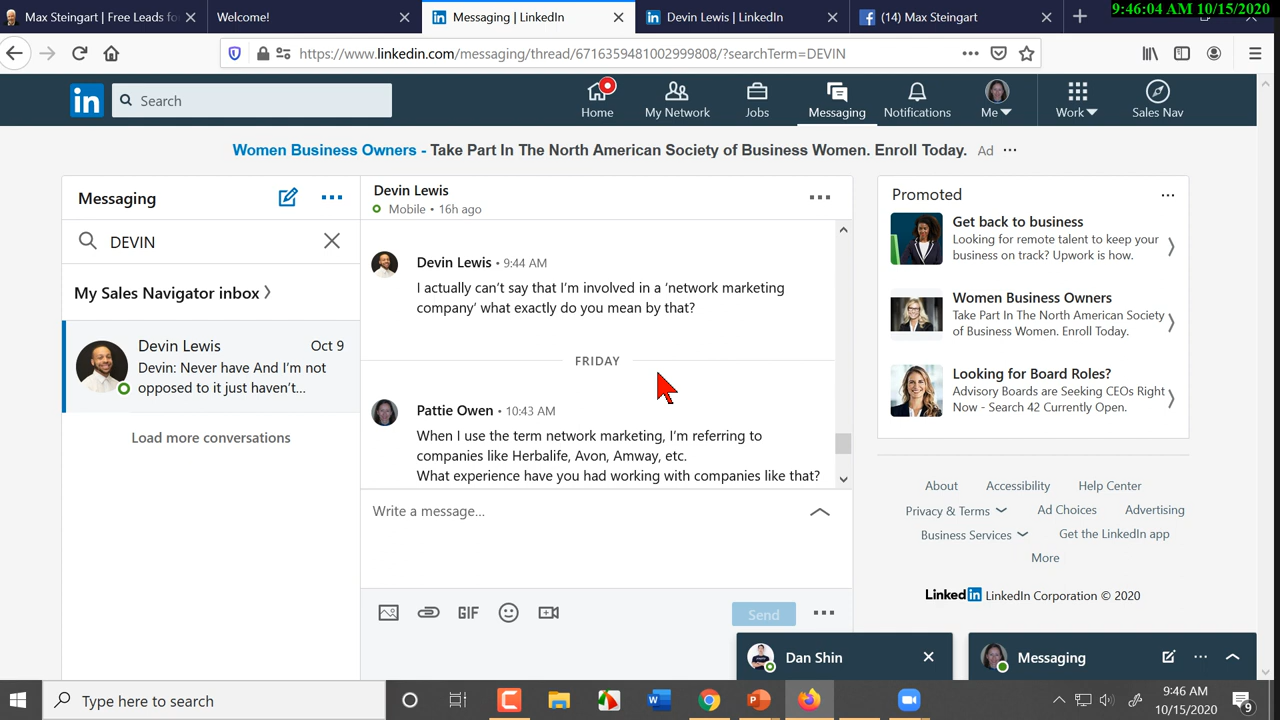 9:46:04 AM 10/15/2020
Max Steingart | Free Leads fo
Welcome!
Messaging | LinkedIn
Devin Lewis | LinkedIn
(14) Max Steingart
https://www.linkedin.com/messaging/thread/6716359481002999808/?searchTerm=DEVIN
in
Search
Home
My Network
Jobs
Messaging
Notifications
Me
Work
Sales Nav
Women Business Owners - Take Part In The North American Society of Business Women. Enroll Today. Ad
Messaging
DEVIN
My Sales Navigator inbox
Devin Lewis Oct 9
Devin: Never have And I'm not
opposed to it just haven't...
Load more conversations
Devin Lewis
Mobile • 16h ago
Devin Lewis • 9:44 AM
I actually can't say that I'm involved in a 'network marketing
company' what exactly do you mean by that?
FRIDAY
Pattie Owen • 10:43 AM
When I use the term network marketing, I'm referring to
companies like Herbalife, Avon, Amway, etc.
What experience have you had working with companies like that?
Write a message...
GIF
Send
Promoted
Get back to business
Looking for remote talent to keep your
business on track? Upwork is how.
Women Business Owners
Take Part In The North American Society
of Business Women. Enroll Today.
Looking for Board Roles?
Advisory Boards are Seeking CEOs Right
Now - Search 42 Currently Open.
About Accessibility Help Center
Privacy & Terms Ad Choices Advertising
Business Services Get the LinkedIn app
More
LinkedIn LinkedIn Corporation © 2020
Dan Shin
Messaging
Type here to search
9:46 AM
10/15/2020
9